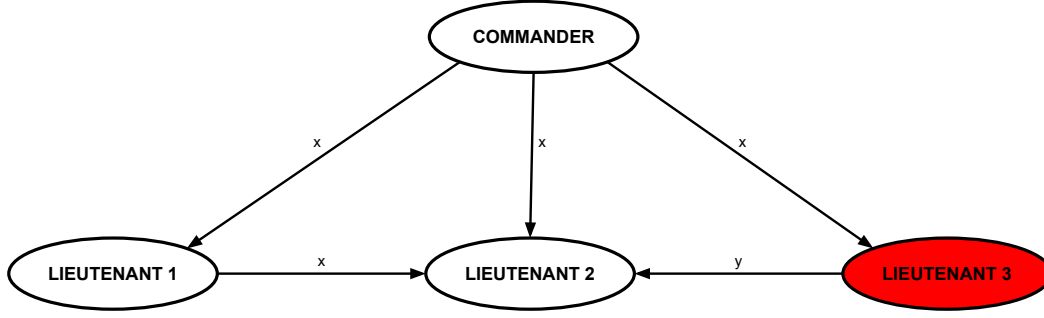 COMMANDER
x
x
x
LIEUTENANT 1
x
LIEUTENANT 2
y
LIEUTENANT 3